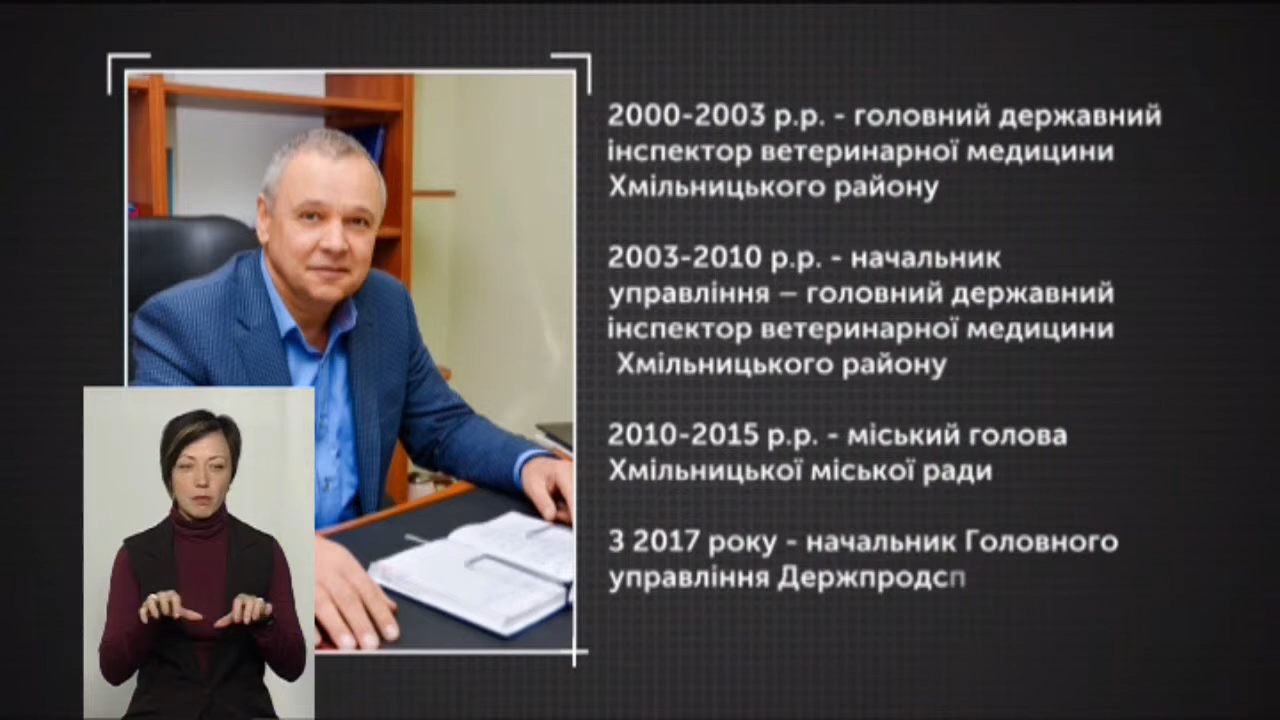 2000-2003 р.р. - головний державний
інспектор ветеринарної медицини
Хмільницького району
2003-2010 р.р. - начальник
управління – головний державний
інспектор ветеринарної медицини
Хмільницького району
2010-2015 р.р. - міський голова
Хмільницької міської ради
З 2017 року - начальник Головного
управління Держпродсп